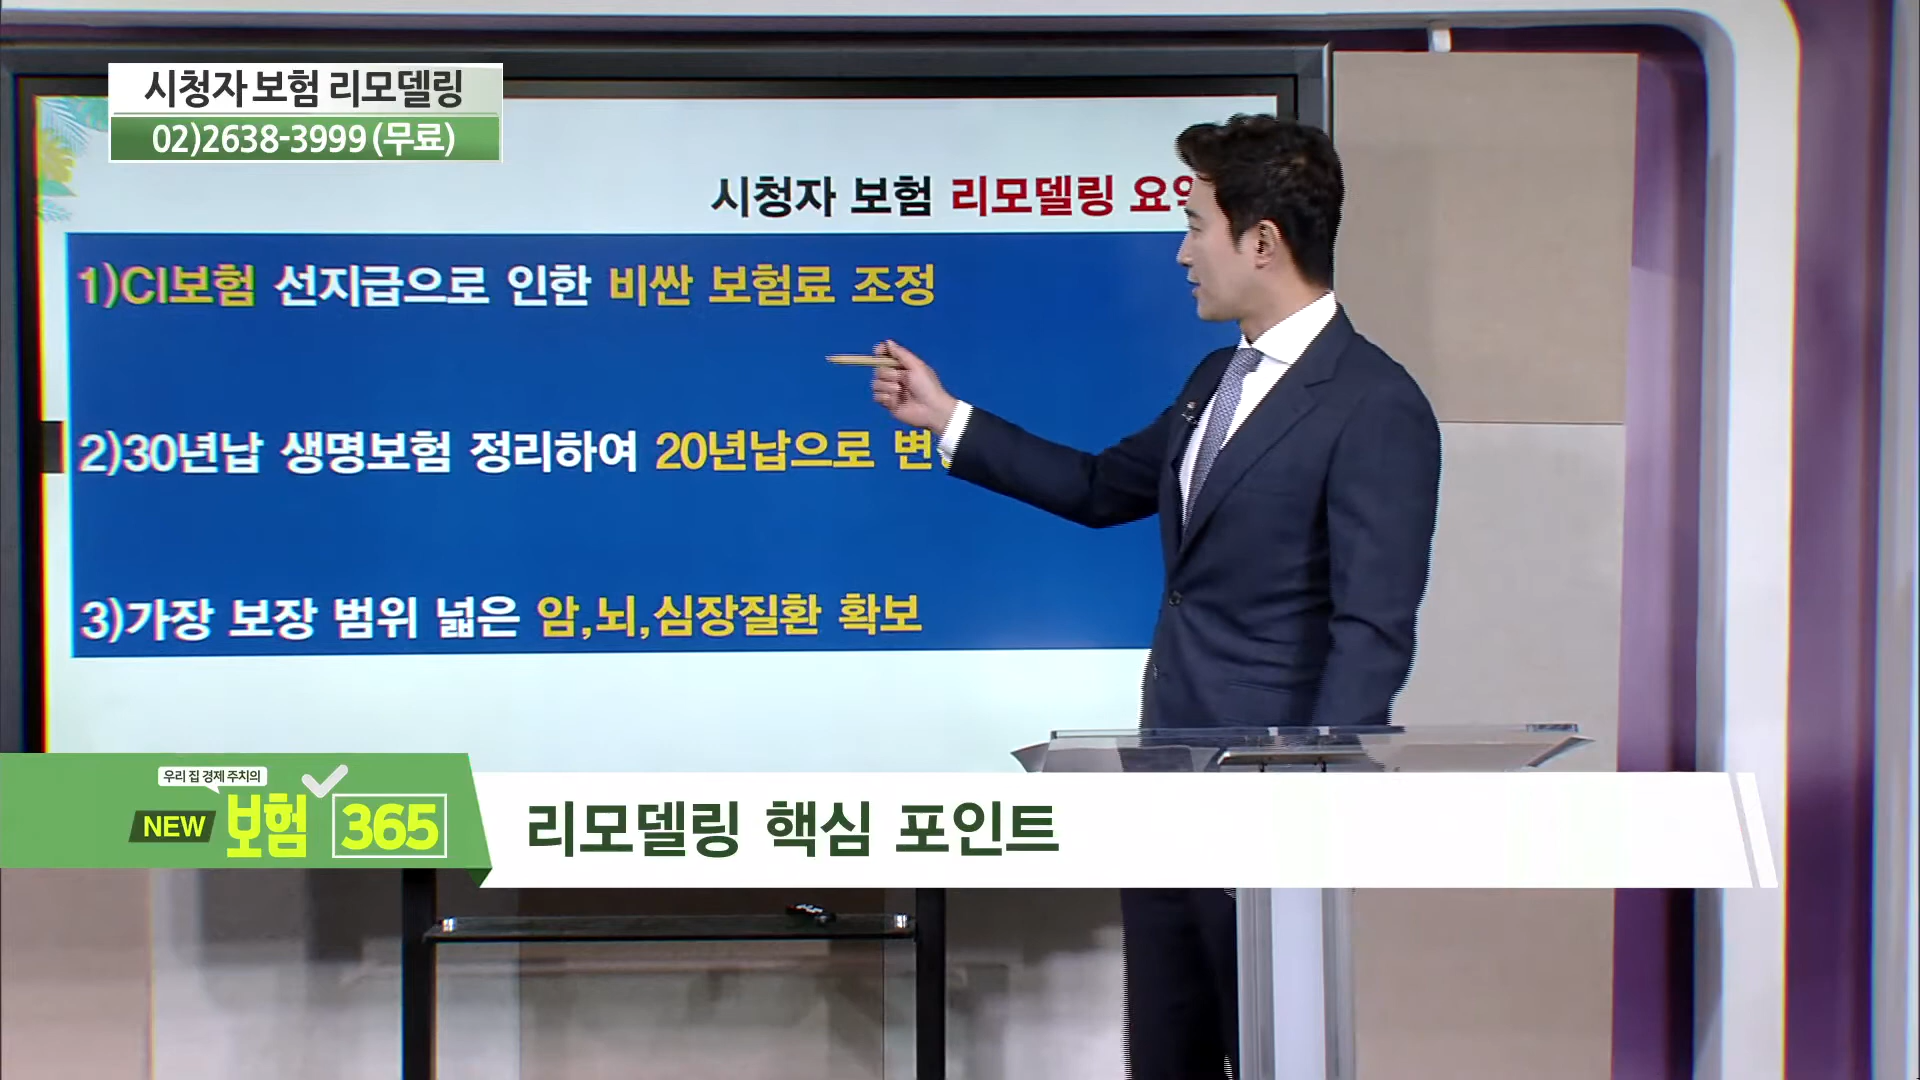 시청자 보험 리모델링
02)2638-3999 (무료)
시청자 보험 리모델링
1)CI보험 선지급으로 인한 비싼 보험료 조정
2)30년납 생명보험 정리하여 20년납으로
3)가장 보장 범위 넓은 암,뇌,심장질환 확보
우리 집 경제 주치의
NEW 보험 365
리모델링 핵심 포인트